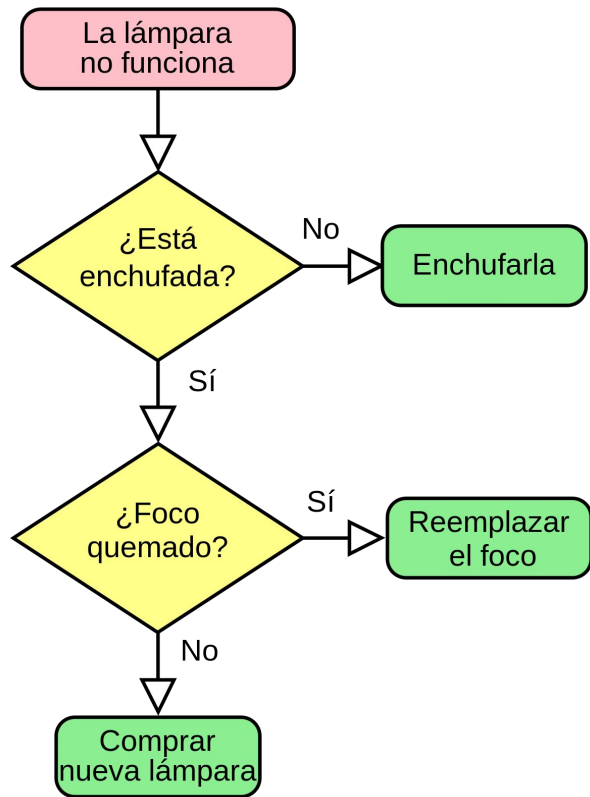 La lámpara
no funciona
¿Está
enchufada?
No
Enchufarla
Sí
¿Foco
quemado?
Sí
Reemplazar
el foco
No
Comprar
nueva lámpara